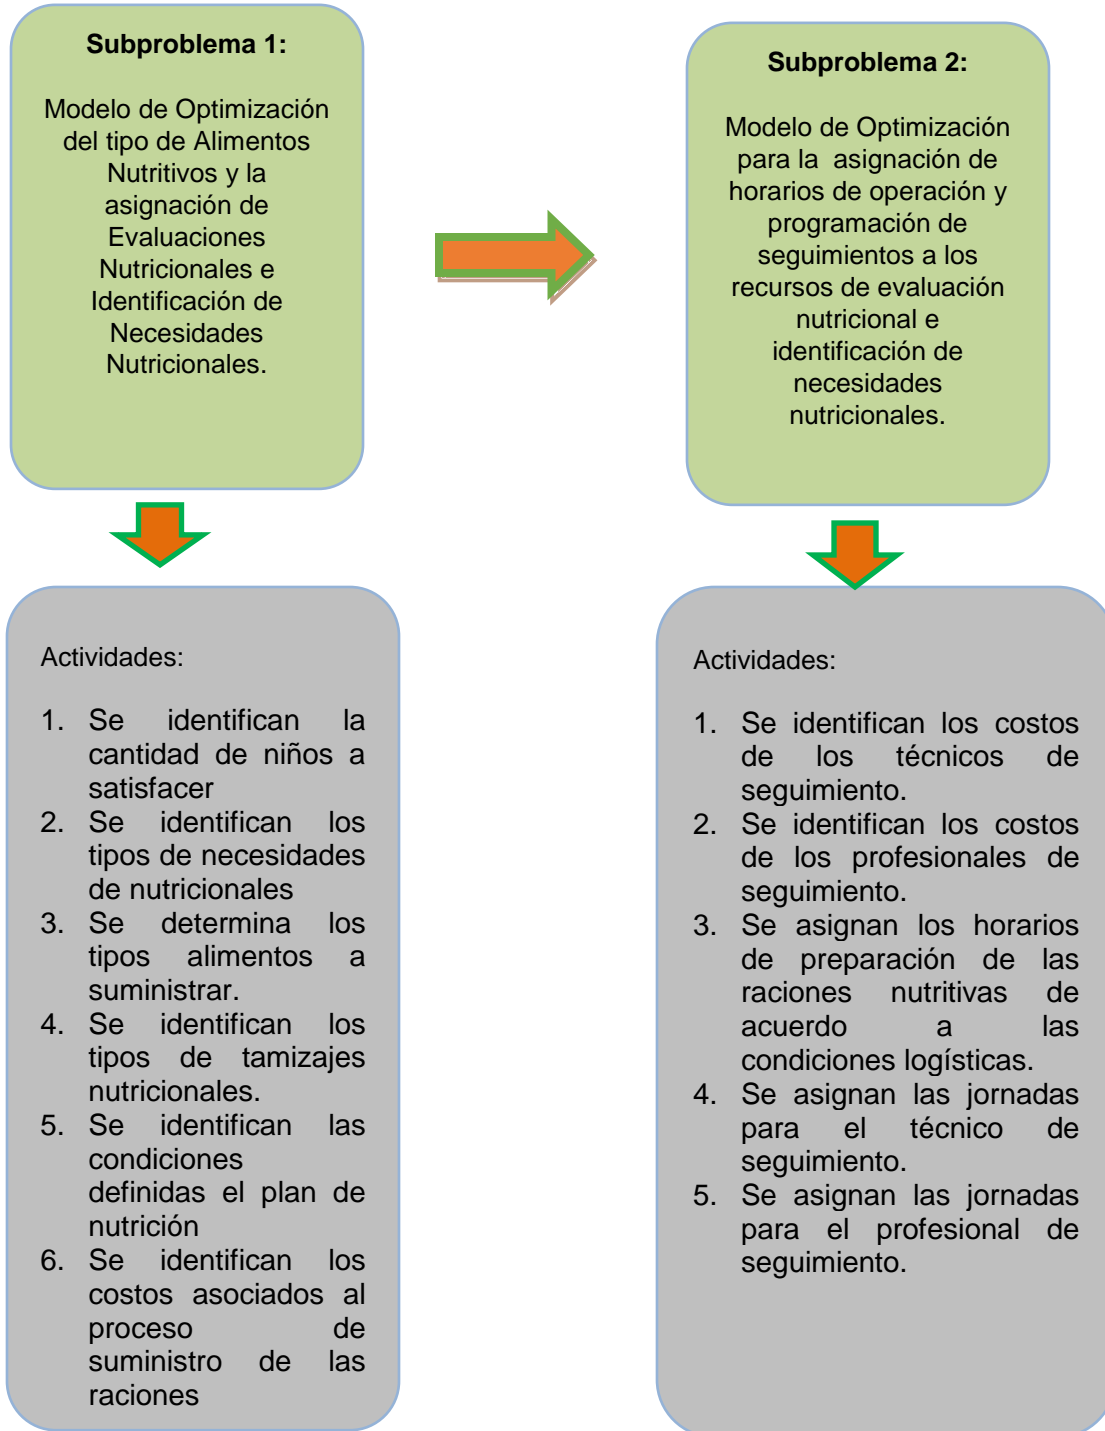 Subproblema 1:
Modelo de Optimización
del tipo de Alimentos
Nutritivos y la
asignación de
Evaluaciones
Nutricionales e
Identificación de
Necesidades
Nutricionales.
Subproblema 2:
Modelo de Optimización
para la asignación de
horarios de operación y
programación de
seguimientos a los
recursos de evaluación
nutricional e
identificación de
necesidades
nutricionales.
Actividades:
1. Se identifican la
cantidad de niños a
satisfacer
2. Se identifican los
tipos de necesidades
de nutricionales
3. Se determina los
tipos alimentos a
suministrar.
4. Se identifican los
tipos de tamizajes
nutricionales.
5. Se identifican las
condiciones
definidas el plan de
nutrición
6. Se identifican los
costos asociados al
proceso de
suministro de las
raciones
Actividades:
1. Se identifican los costos
de los técnicos de
seguimiento.
2. Se identifican los costos
de los profesionales de
seguimiento.
3. Se asignan los horarios
de preparación de las
raciones nutritivas de
acuerdo a las
condiciones logísticas.
4. Se asignan las jornadas
para el técnico de
seguimiento.
5. Se asignan las jornadas
para el profesional de
seguimiento.